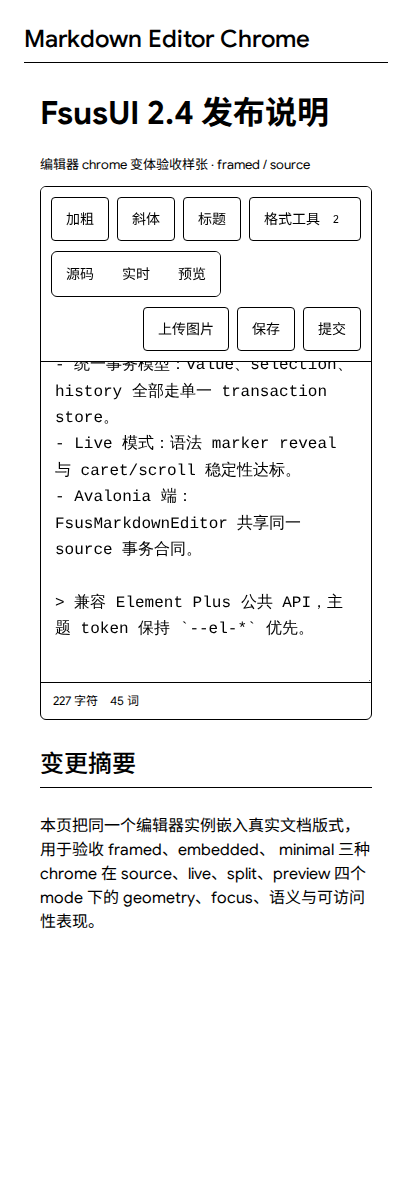 Markdown Editor Chrome
FsusUI 2.4 发布说明
编辑器 chrome 变体验收样张 · framed / source
加粗 斜体 标题 格式工具 2
源码 实时 预览
上传图片 保存 提交
- 统一事务模型：value、selection、
history 全部走单一 transaction
store。
- Live 模式：语法 marker reveal
与 caret/scroll 稳定性达标。
- Avalonia 端：
FsusMarkdownEditor 共享同一
source 事务合同。
> 兼容 Element Plus 公共 API，主
题 token 保持 `--el-*` 优先。
227 字符 45 词
变更摘要
本页把同一个编辑器实例嵌入真实文档版式，
用于验收 framed、embedded、 minimal 三种
chrome 在 source、live、split、preview 四个
mode 下的 geometry、focus、语义与可访问
性表现。